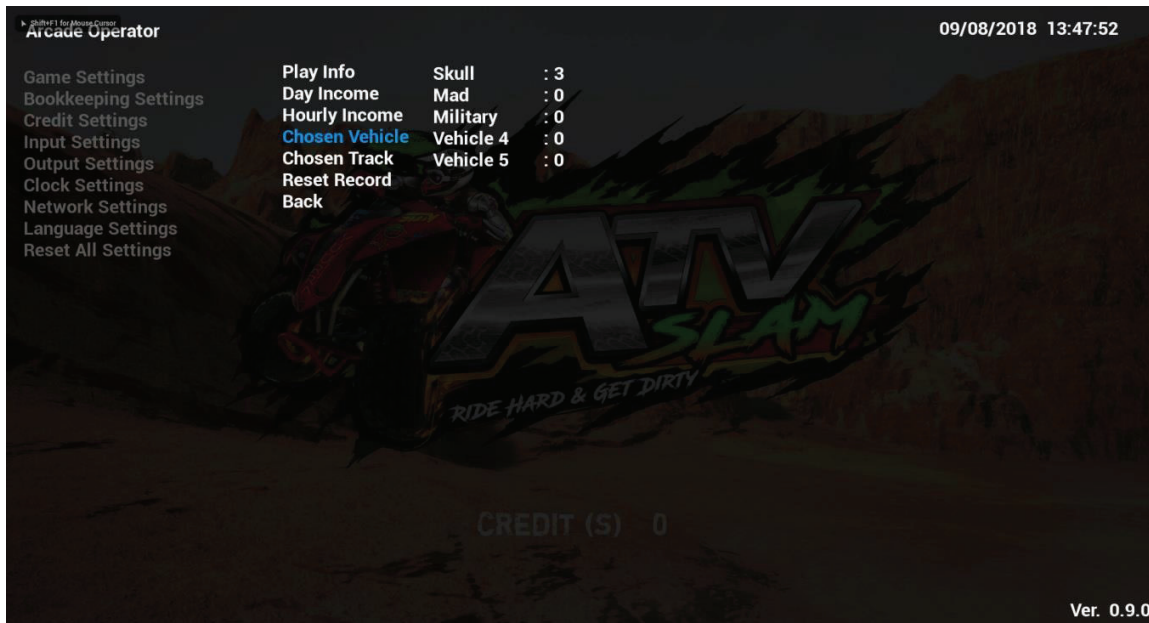 Shift+F1 for Mouse Cursor
Arcade Operator
09/08/2018 13:47:52
Game Settings
Bookkeeping Settings
Credit Settings
Input Settings
Output Settings
Clock Settings
Network Settings
Language Settings
Reset All Settings
Play Info
Day Income
Hourly Income
Chosen Vehicle
Chosen Track
Reset Record
Back
Skull : 3
Mad : 0
Military : 0
Vehicle 4 : 0
Vehicle 5 : 0
ATV
SLAM
RIDE HARD & GET DIRTY
CREDIT (S) 0
Ver. 0.9.0